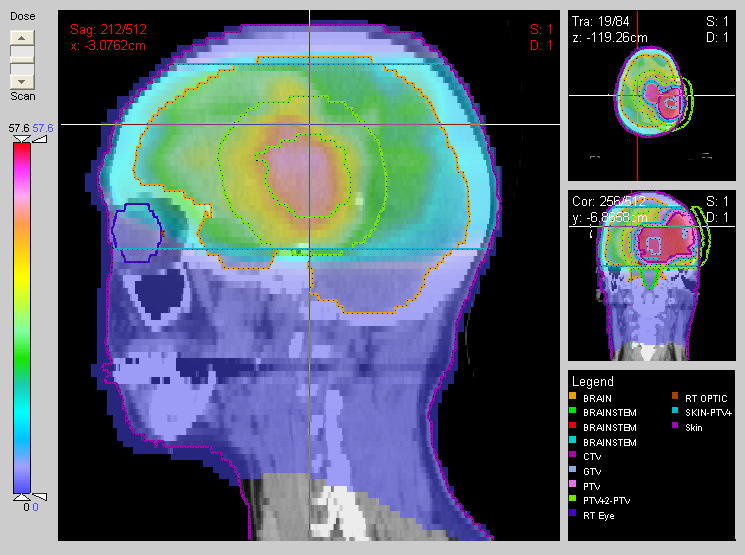 Dose
Scan
57.6 57.6
0 0
Sag: 212/512 S: 1
x: -3.0762cm D: 1
Tra: 19/84 S: 1
z: -119.26cm D: 1
Cor: 256/512 S: 1
y: -6.8658cm D: 1
Legend
BRAIN RT OPTIC
BRAINSTEM SKIN-PTV+
BRAINSTEM Skin
BRAINSTEM
CTv
GTv
PTv
PTV+2-PTv
RT Eye